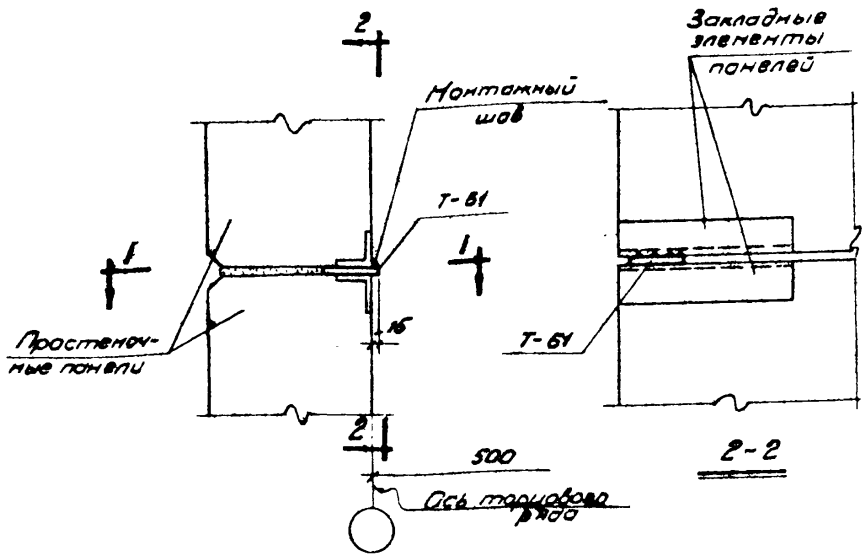 2
Монтажный
шов
Закладные
элементы
панелей
Т-61
1
1
16
Простеноч-
ные панели
Т-61
2
500
2-2
Ось торцового
ряда